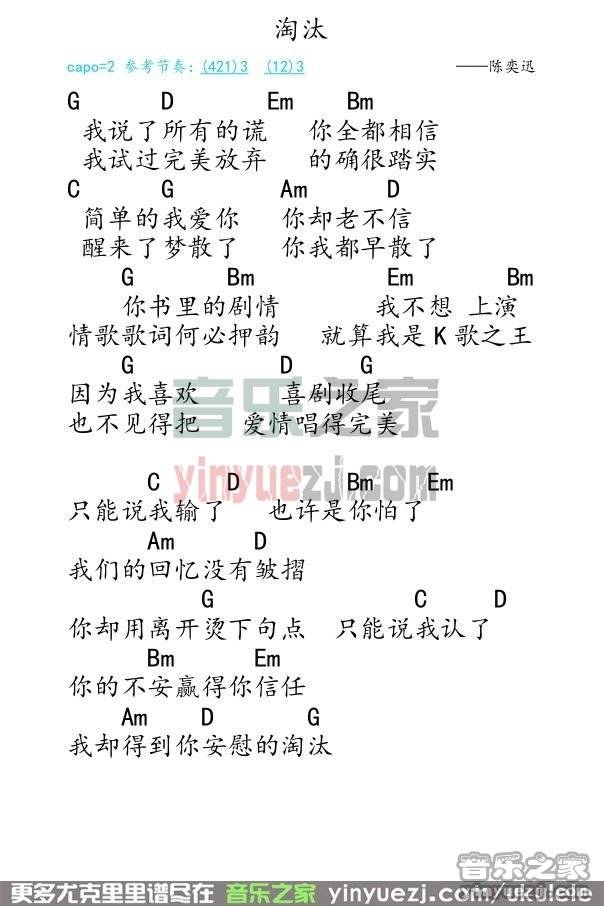 淘汰
capo=2 参考节奏:(421)3 (12)3 ——陈奕迅
G D Em Bm
我说了所有的谎 你全都相信
我试过完美放弃 的确很踏实
C G Am D
简单的我爱你 你却老不信
醒来了梦散了 你我都早散了
G Bm Em Bm
你书里的剧情 我不想 上演
情歌歌词何必押韵 就算我是K歌之王
G D G
因为我喜欢 喜剧收尾
也不见得把 爱情唱得完美
音乐之家
yinyuezj.com
C D Bm Em
只能说我输了 也许是你怕了
Am D
我们的回忆没有皱摺
G C D
你却用离开烫下句点 只能说我认了
Bm Em
你的不安赢得你信任
Am D G
我却得到你安慰的淘汰
音乐之家
yinyuezj.com
更多尤克里里谱尽在 音乐之家 yinyuezj.com/ukulele